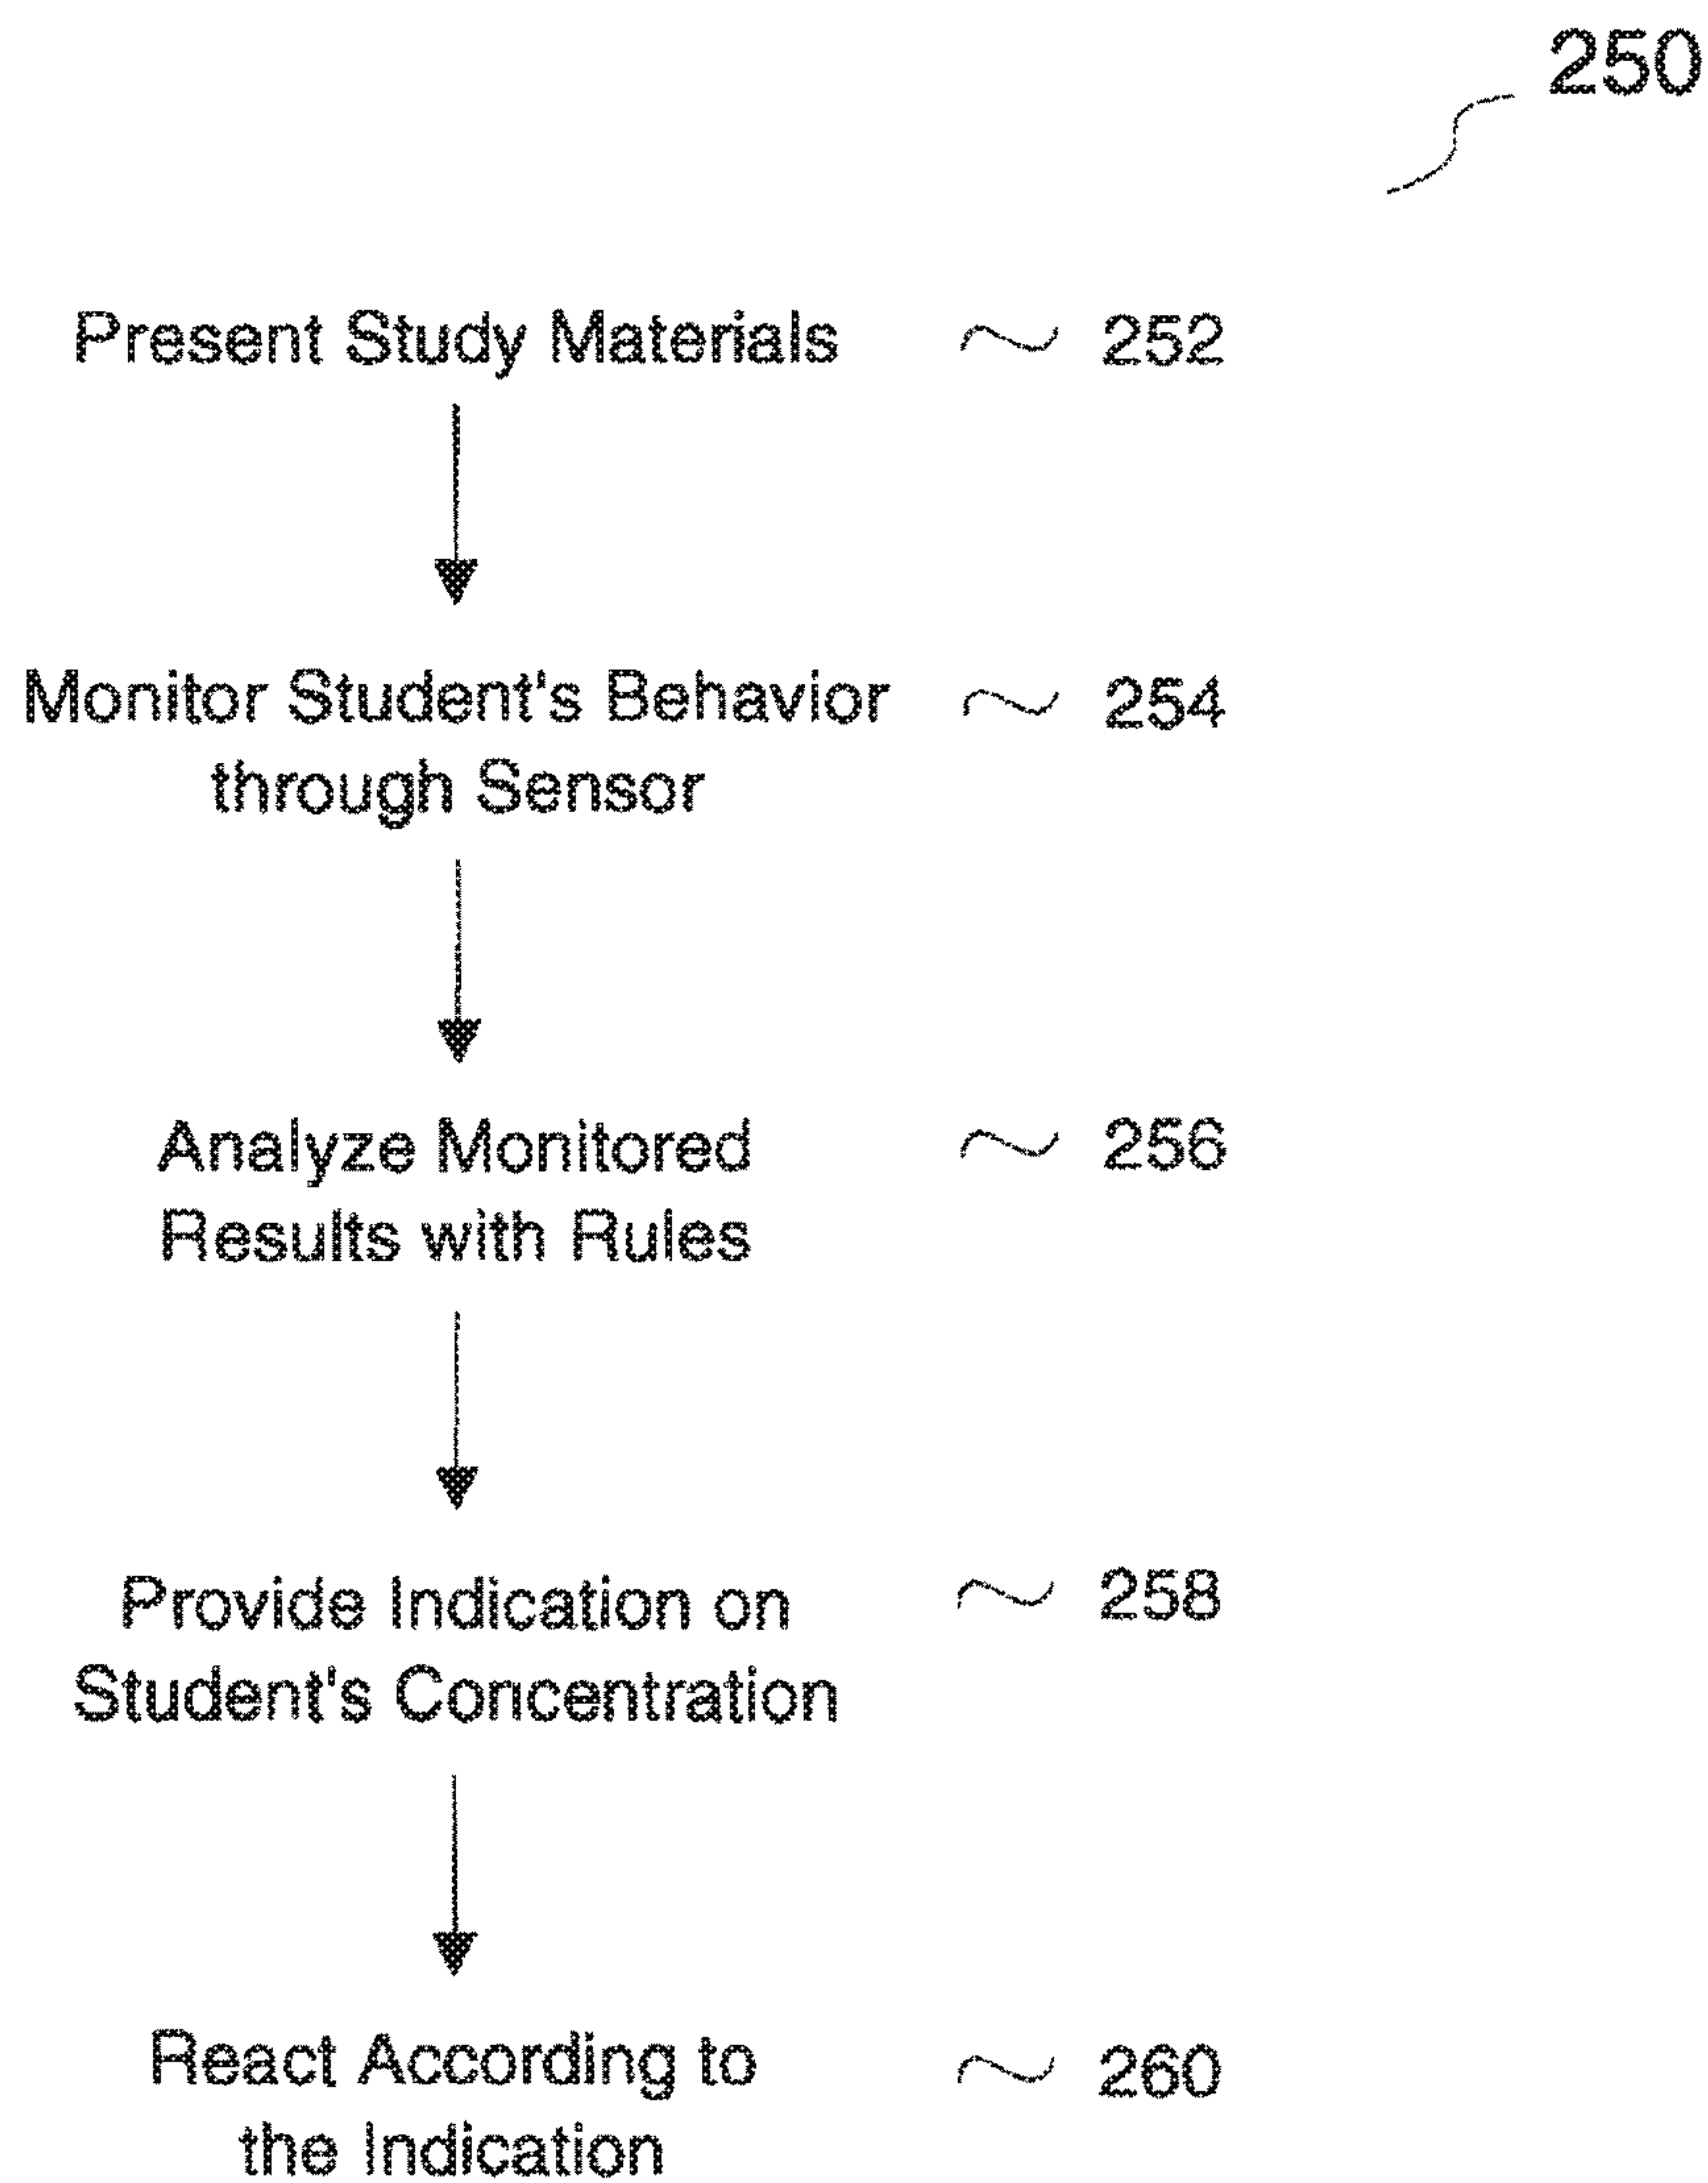 250
Present Study Materials 252
Monitor Student's Behavior 254
through Sensor
Analyze Monitored 256
Results with Rules
Provide Indication on 258
Student's Concentration
React According to 260
the Indication